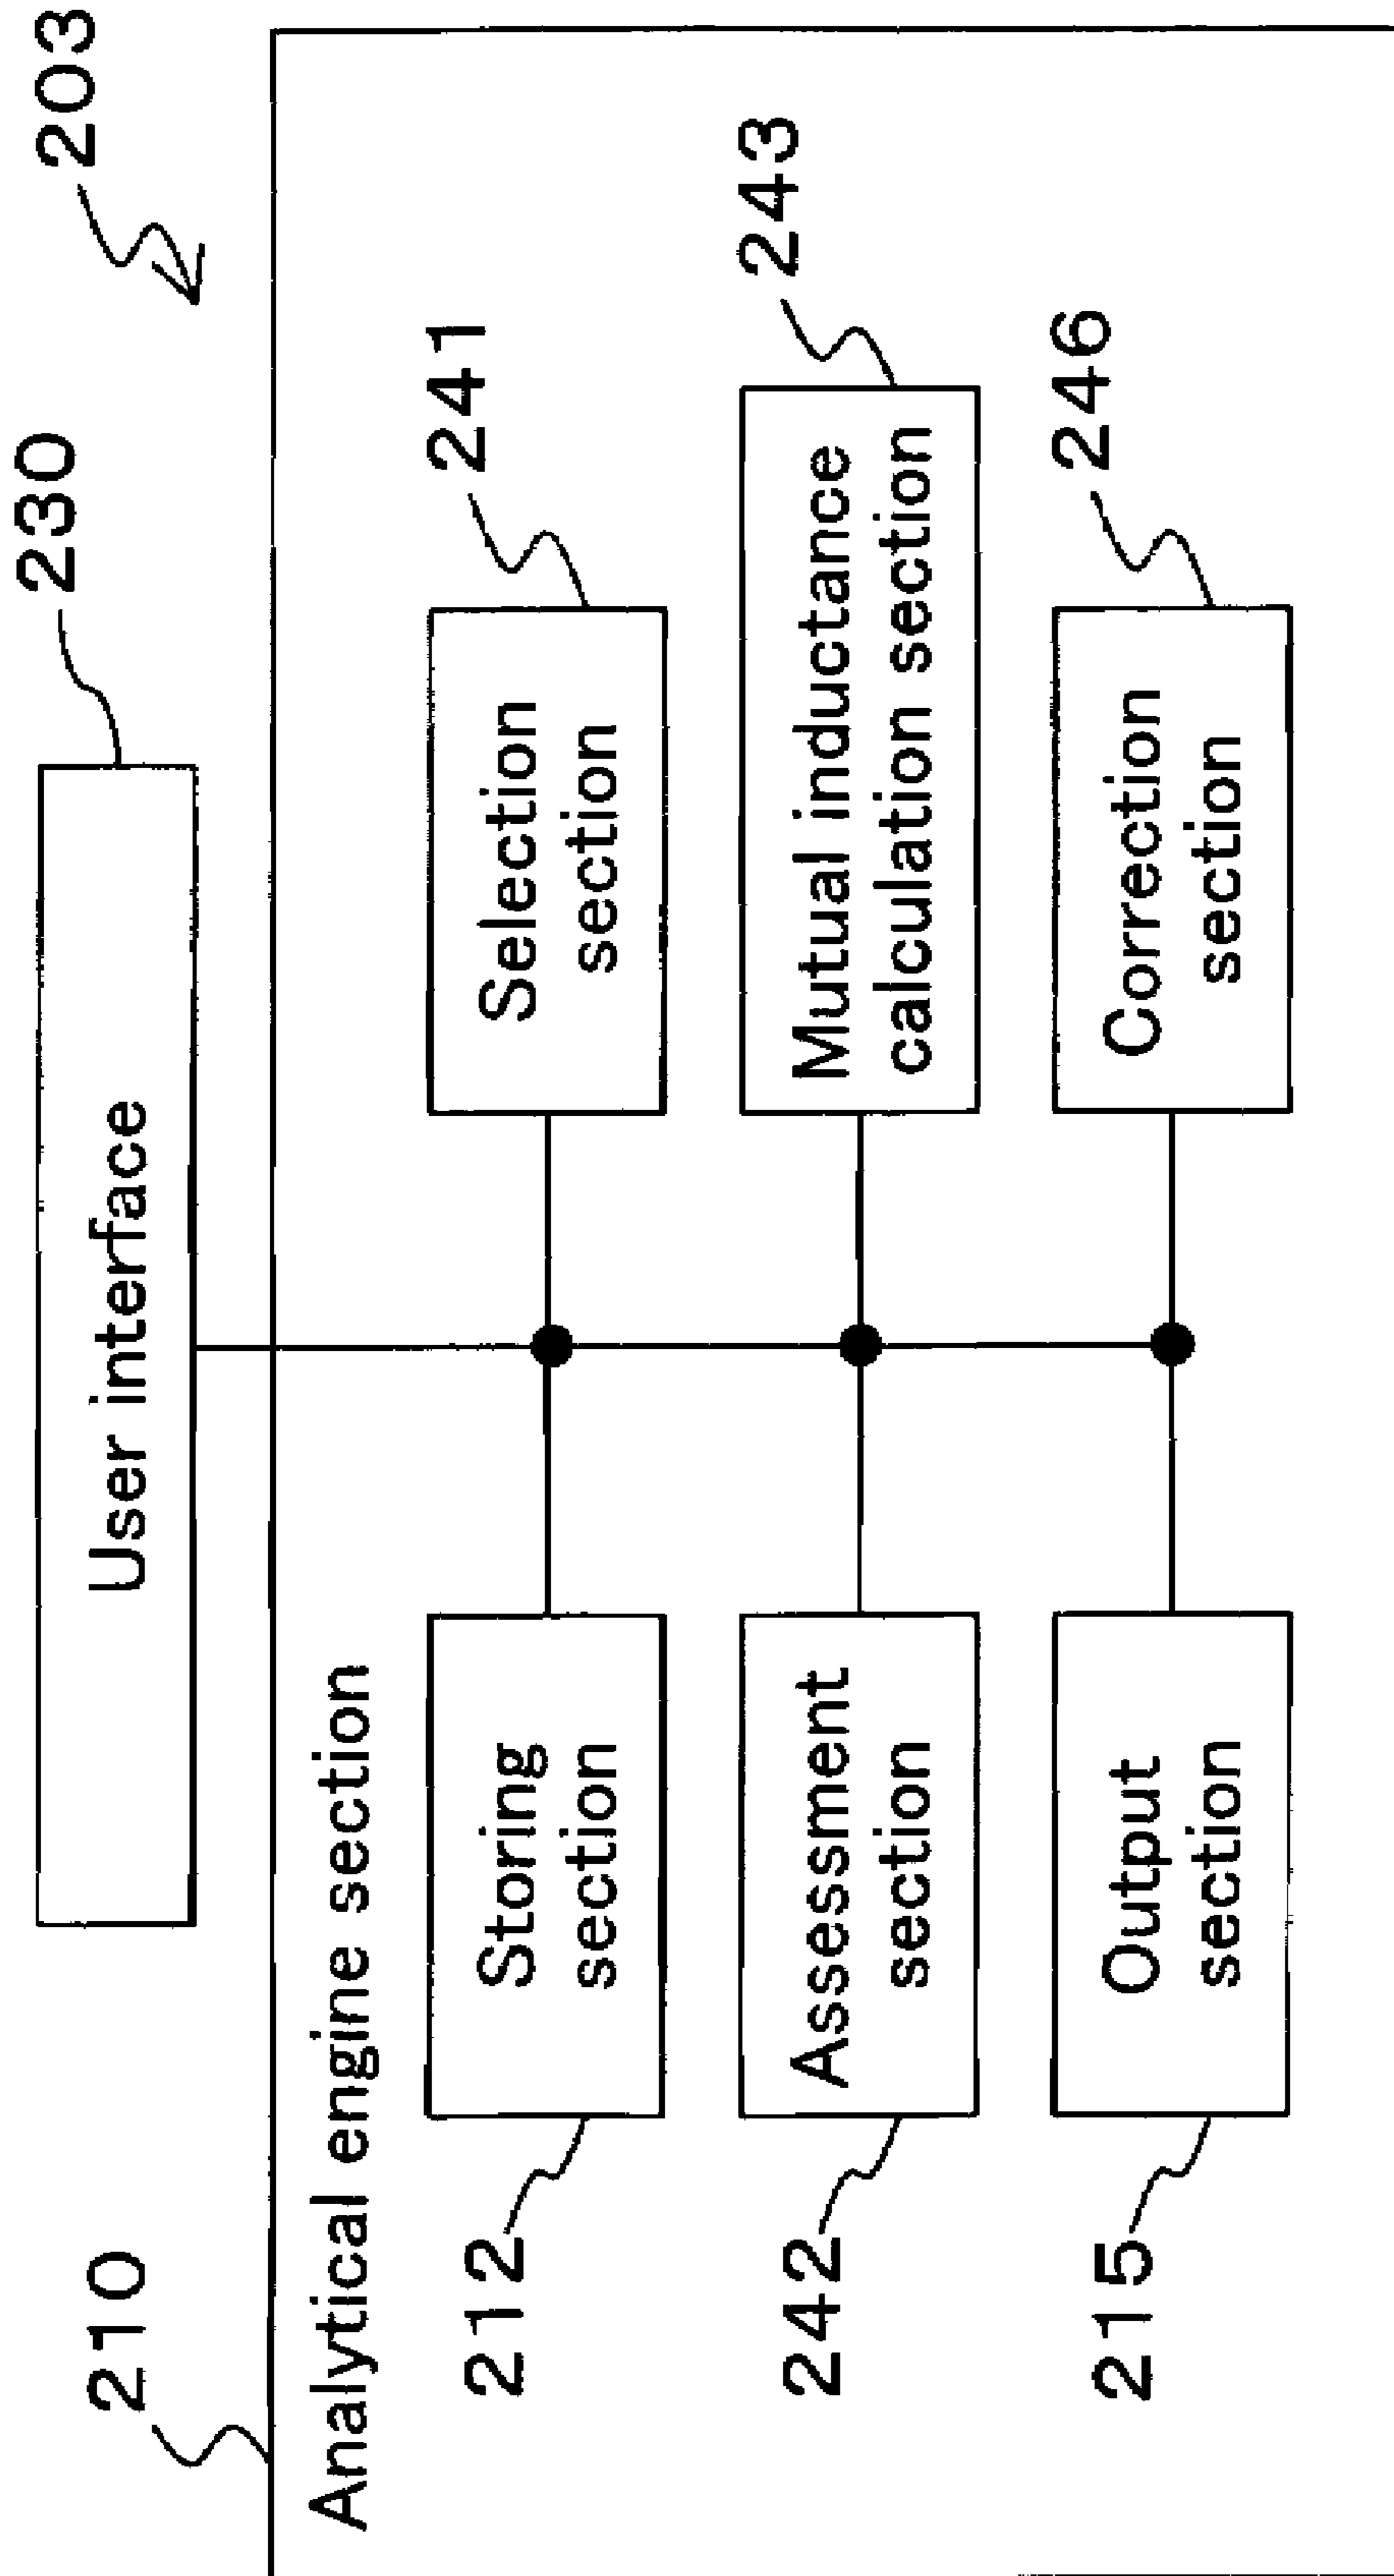 203
230
User interface
210
Analytical engine section
212
Storing
section
241
Selection
section
242
Assessment
section
243
Mutual inductance
calculation section
215
Output
section
246
Correction
section